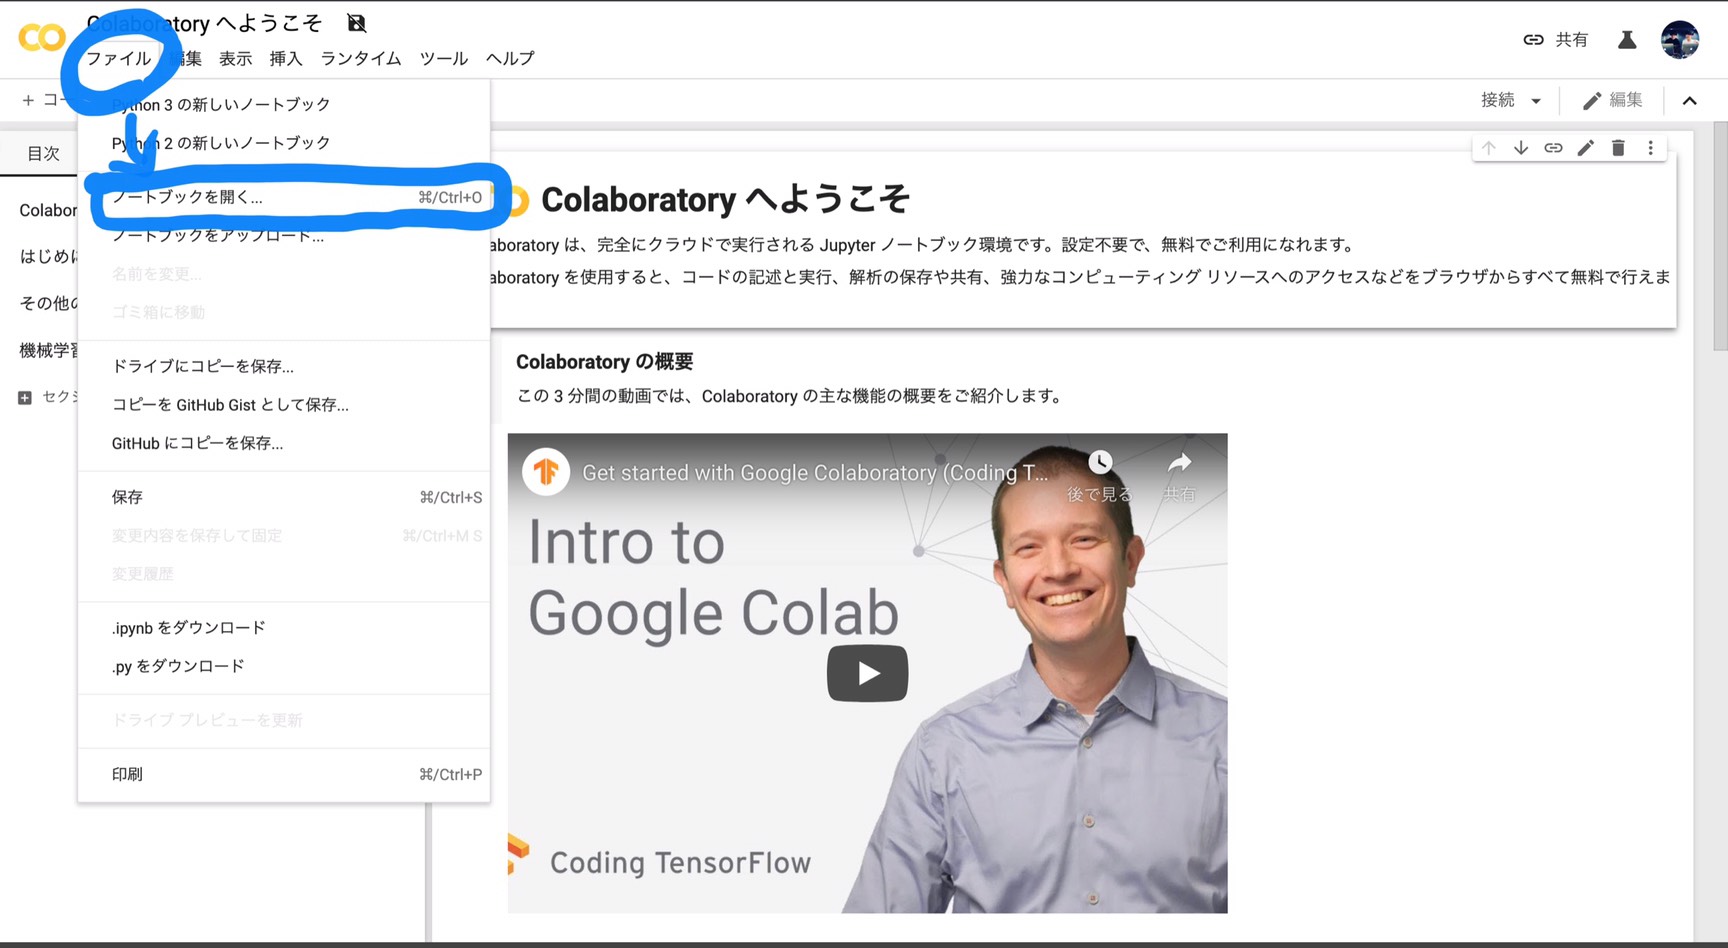 Colaboratory へようこそ
ファイル 編集 表示 挿入 ランタイム ツール ヘルプ
共有
+ コー
接続
編集
目次
Colabor
はじめに
その他の
機械学習
セクシ
Python 3 の新しいノートブック
Python 2 の新しいノートブック
ノートブックを開く... ⌘/Ctrl+O
ノートブックをアップロード...
名前を変更...
ゴミ箱に移動
ドライブにコピーを保存...
コピーを GitHub Gist として保存...
GitHub にコピーを保存...
保存 ⌘/Ctrl+S
変更内容を保存して固定 ⌘/Ctrl+M S
変更履歴
.ipynb をダウンロード
.py をダウンロード
ドライブ プレビューを更新
印刷 ⌘/Ctrl+P
Colaboratory へようこそ
aboratory は、完全にクラウドで実行される Jupyter ノートブック環境です。設定不要で、無料でご利用になれます。
aboratory を使用すると、コードの記述と実行、解析の保存や共有、強力なコンピューティング リソースへのアクセスなどをブラウザからすべて無料で行えま
Colaboratory の概要
この 3 分間の動画では、Colaboratory の主な機能の概要をご紹介します。
Get started with Google Colaboratory (Coding T...
後で見る 共有
Intro to
Google Colab
Coding TensorFlow